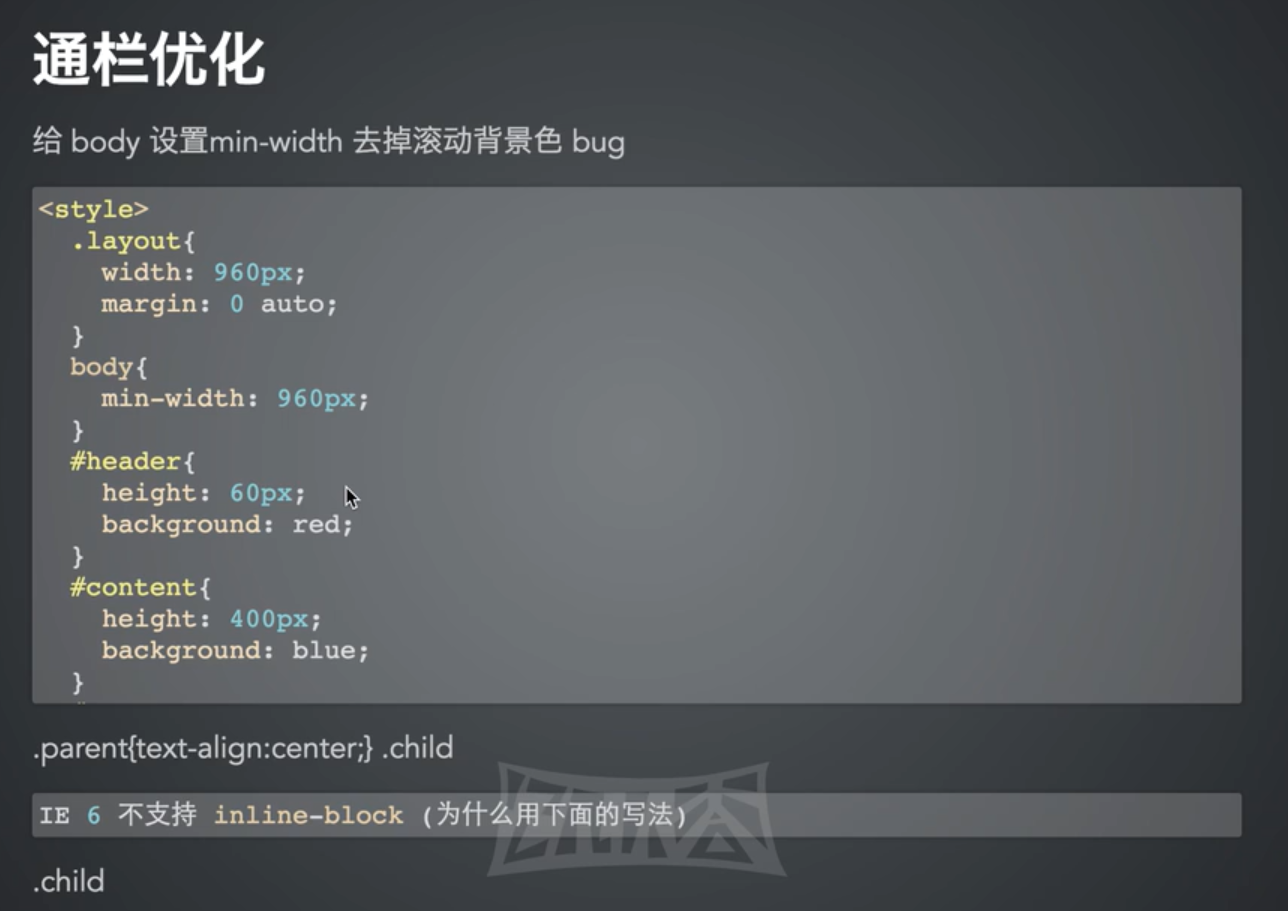 通栏优化
给 body 设置min-width 去掉滚动背景色 bug
<style>
.layout{
width: 960px;
margin: 0 auto;
}
body{
min-width: 960px;
}
#header{
height: 60px;
background: red;
}
#content{
height: 400px;
background: blue;
}
.parent{text-align:center;} .child
IE 6 不支持 inline-block (为什么用下面的写法)
.child